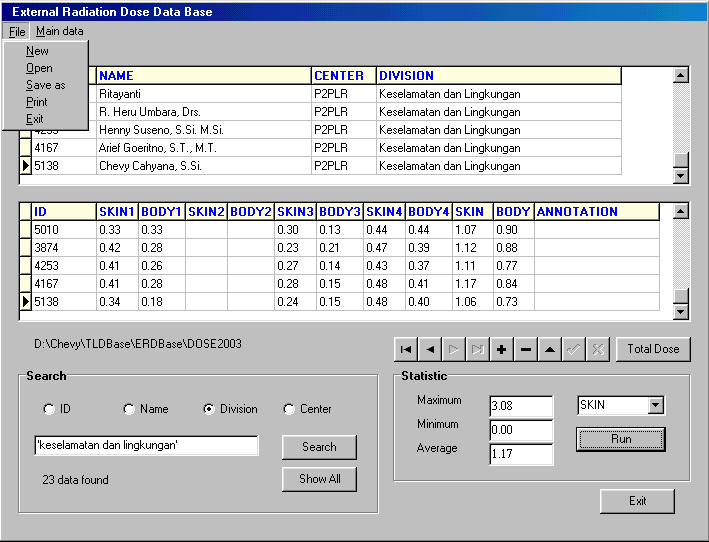 External Radiation Dose Data Base
File Main data
New
Open
Save as
Print
Exit
NAME CENTER DIVISION
Ritayanti P2PLR Keselamatan dan Lingkungan
R. Heru Umbara, Drs. P2PLR Keselamatan dan Lingkungan
4253 Henny Suseno, S.Si. M.Si. P2PLR Keselamatan dan Lingkungan
4167 Arief Goeritno, S.T., M.T. P2PLR Keselamatan dan Lingkungan
5138 Chevy Cahyana, S.Si. P2PLR Keselamatan dan Lingkungan
ID SKIN1 BODY1 SKIN2 BODY2 SKIN3 BODY3 SKIN4 BODY4 SKIN BODY ANNOTATION
5010 0.33 0.33 0.30 0.13 0.44 0.44 1.07 0.90
3874 0.42 0.28 0.23 0.21 0.47 0.39 1.12 0.88
4253 0.41 0.26 0.27 0.14 0.43 0.37 1.11 0.77
4167 0.41 0.28 0.28 0.15 0.48 0.41 1.17 0.84
5138 0.34 0.18 0.24 0.15 0.48 0.40 1.06 0.73
D:\Chevy\TLDBase\ERDBase\DOSE2003
Total Dose
Search
ID Name Division Center
'keselamatan dan lingkungan'
Search
23 data found
Show All
Statistic
Maximum 3.08 SKIN
Minimum 0.00
Run
Average 1.17
Exit